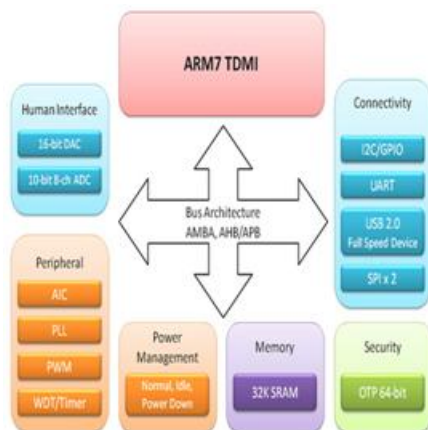 ARM7 TDMI
Human Interface
16-bit DAC
10-bit 8-ch ADC
Connectivity
I2C/GPIO
UART
USB 2.0
Full Speed Device
SPI x 2
Bus Architecture
AMBA, AHB/APB
Peripheral
AIC
PLL
PWM
WDT/Timer
Power
Management
Normal, Idle,
Power Down
Memory
32K SRAM
Security
OTP 64-bit